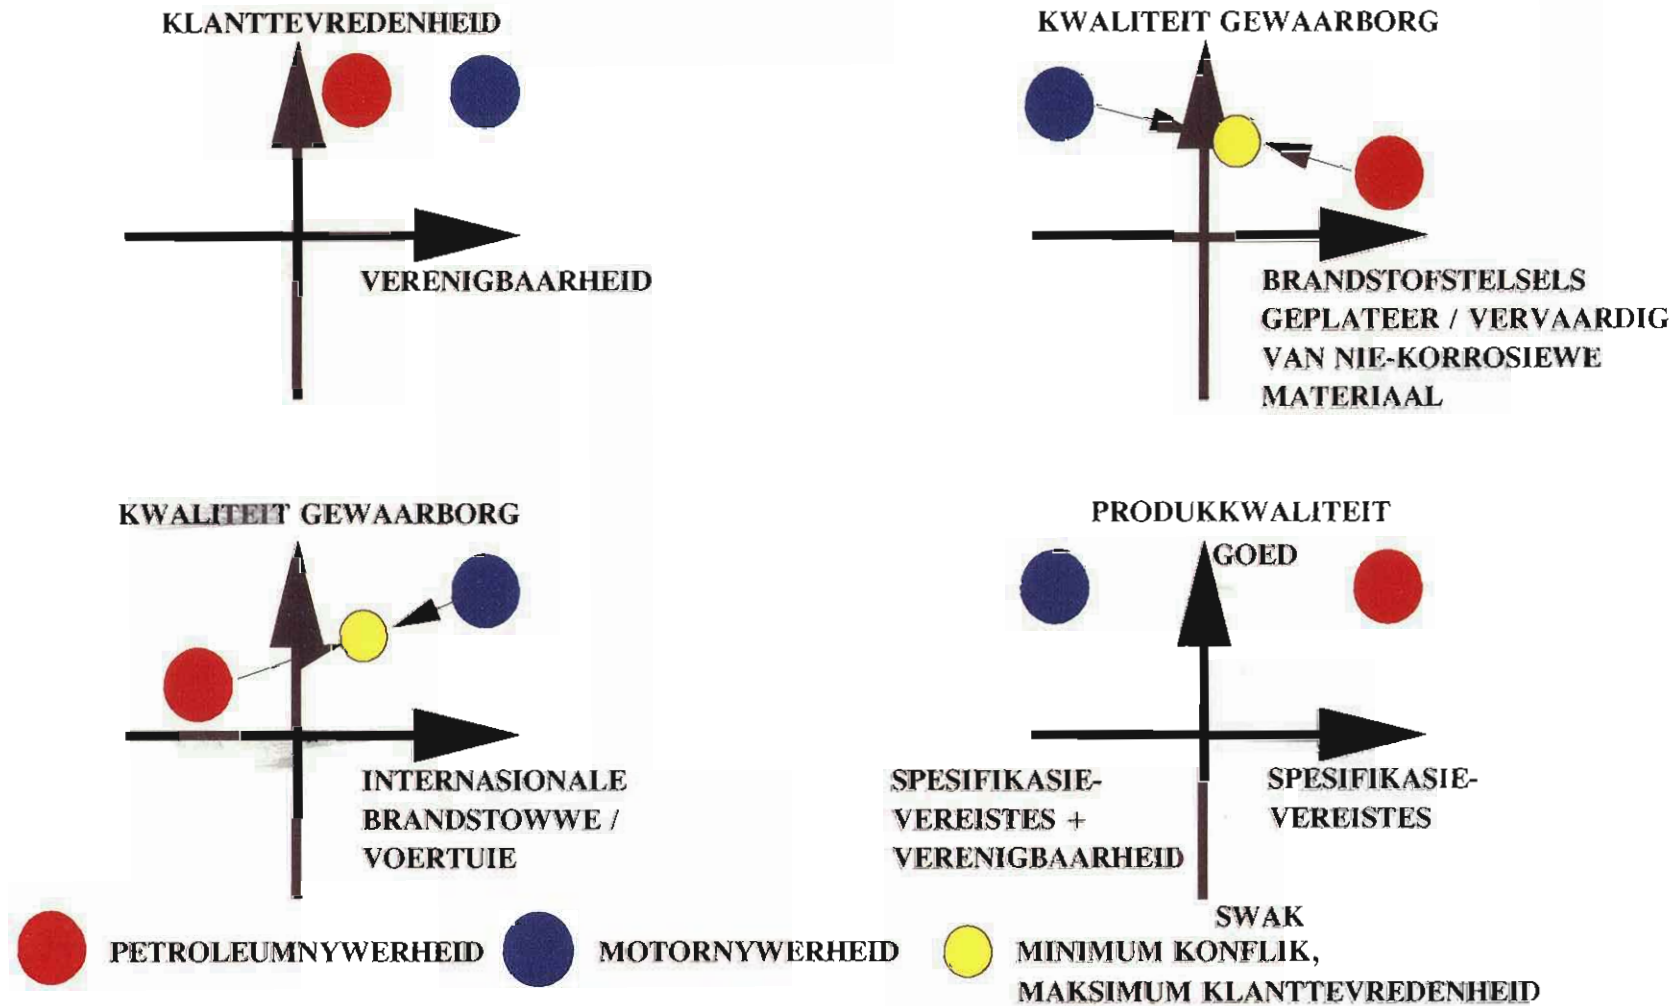 KLANTTEVREDENHEID
VERENIGBAARHEID
KWALITEIT GEWAARBORG
BRANDSTOFSTELSELS
GEPLATEER / VERVAARDIG
VAN NIE-KORROSIEWE
MATERIAAL
KWALITEIT GEWAARBORG
INTERNASIONALE
BRANDSTOWWE /
VOERTUIE
PRODUKKWALITEIT
GOED
SPESIFIKASIE-
VEREISTES +
VERENIGBAARHEID
SPESIFIKASIE-
VEREISTES
SWAK
PETROLEUMNYWERHEID
MOTORNYWERHEID
MINIMUM KONFLIK,
MAKSIMUM KLANTTEVREDENHEID